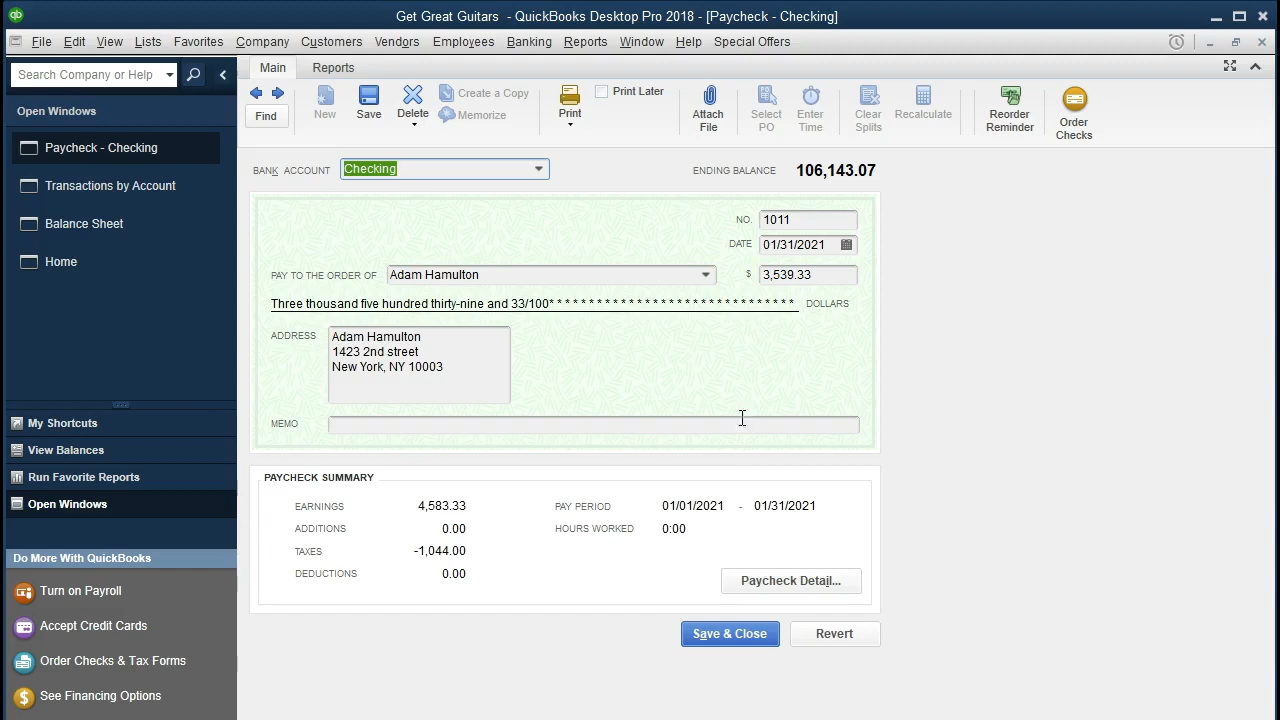 Get Great Guitars - QuickBooks Desktop Pro 2018 - [Paycheck - Checking]
File Edit View Lists Favorites Company Customers Vendors Employees Banking Reports Window Help Special Offers
Search Company or Help
Open Windows
Paycheck - Checking
Transactions by Account
Balance Sheet
Home
My Shortcuts
View Balances
Run Favorite Reports
Open Windows
Do More With QuickBooks
Turn on Payroll
Accept Credit Cards
Order Checks & Tax Forms
See Financing Options
Main Reports
Find
New
Save
Delete
Create a Copy
Memorize
Print
Print Later
Attach File
Select PO
Enter Time
Clear Splits
Recalculate
Reorder Reminder
Order Checks
BANK ACCOUNT Checking ENDING BALANCE 106,143.07
NO. 1011
DATE 01/31/2021
PAY TO THE ORDER OF Adam Hamulton $ 3,539.33
Three thousand five hundred thirty-nine and 33/100* * * * * * * * * * * * * * * * * * * * * * * * * * * * * * DOLLARS
ADDRESS Adam Hamulton
1423 2nd street
New York, NY 10003
MEMO
PAYCHECK SUMMARY
EARNINGS 4,583.33 PAY PERIOD 01/01/2021 - 01/31/2021
ADDITIONS 0.00 HOURS WORKED 0:00
TAXES -1,044.00
DEDUCTIONS 0.00
Paycheck Detail...
Save & Close Revert